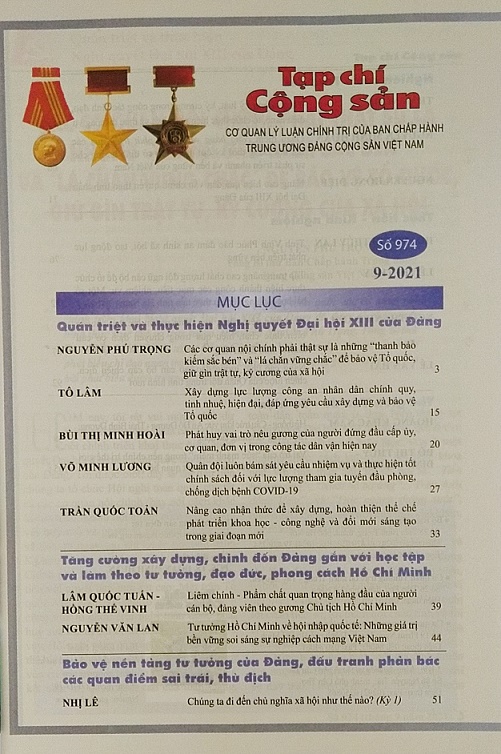 Tạp chí
Cộng sản
CƠ QUAN LÝ LUẬN CHÍNH TRỊ CỦA BAN CHẤP HÀNH
TRUNG ƯƠNG ĐẢNG CỘNG SẢN VIỆT NAM
Số 974
9-2021
MỤC LỤC
Quán triệt và thực hiện Nghị quyết Đại hội XIII của Đảng
NGUYỄN PHÚ TRỌNG Các cơ quan nội chính phải thật sự là những “thanh bảo
kiếm sắc bén” và “lá chắn vững chắc” để bảo vệ Tổ quốc,
giữ gìn trật tự, kỷ cương của xã hội 3
TÔ LÂM Xây dựng lực lượng công an nhân dân chính quy,
tinh nhuệ, hiện đại, đáp ứng yêu cầu xây dựng và bảo vệ
Tổ quốc 15
BÙI THỊ MINH HOÀI Phát huy vai trò nêu gương của người đứng đầu cấp ủy,
cơ quan, đơn vị trong công tác dân vận hiện nay 20
VÕ MINH LƯƠNG Quân đội luôn bám sát yêu cầu nhiệm vụ và thực hiện tốt
chính sách đối với lực lượng tham gia tuyến đầu phòng,
chống dịch bệnh COVID-19 27
TRẦN QUỐC TOẢN Nâng cao nhận thức để xây dựng, hoàn thiện thể chế
phát triển khoa học - công nghệ và đổi mới sáng tạo
trong giai đoạn mới 33
Tăng cường xây dựng, chỉnh đốn Đảng gắn với học tập
và làm theo tư tưởng, đạo đức, phong cách Hồ Chí Minh
LÂM QUỐC TUẤN - Liêm chính - Phẩm chất quan trọng hàng đầu của người
HỒNG THẾ VINH cán bộ, đảng viên theo gương Chủ tịch Hồ Chí Minh 39
NGUYỄN VĂN LAN Tư tưởng Hồ Chí Minh về hội nhập quốc tế: Những giá trị
bền vững soi sáng sự nghiệp cách mạng Việt Nam 44
Bảo vệ nền tảng tư tưởng của Đảng, đấu tranh phản bác
các quan điểm sai trái, thù địch
NHỊ LÊ Chúng ta đi đến chủ nghĩa xã hội như thế nào? (Kỳ 1) 51